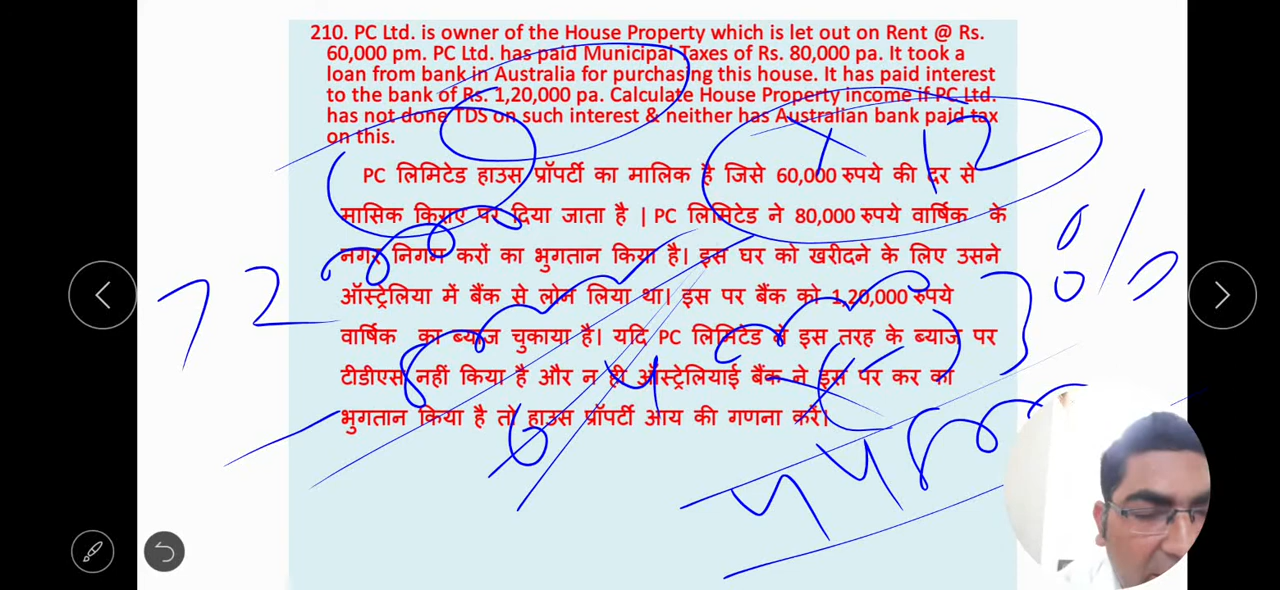 210. PC Ltd. is owner of the House Property which is let out on Rent @ Rs.
60,000 pm. PC Ltd. has paid Municipal Taxes of Rs. 80,000 pa. It took a
loan from bank in Australia for purchasing this house. It has paid interest
to the bank of Rs. 1,20,000 pa. Calculate House Property income if PC Ltd.
has not done TDS on such interest & neither has Australian bank paid tax
on this.
PC लिमिटेड हाउस प्रॉपर्टी का मालिक है जिसे 60,000 रुपये की दर से
मासिक किराए पर दिया जाता है | PC लिमिटेड ने 80,000 रुपये वार्षिक के
नगर निगम करों का भुगतान किया है। इस घर को खरीदने के लिए उसने
ऑस्ट्रेलिया में बैंक से लोन लिया था। इस पर बैंक को 1,20,000 रुपये
वार्षिक का ब्याज चुकाया है। यदि PC लिमिटेड ने इस तरह के ब्याज पर
टीडीएस नहीं किया है और न ही ऑस्ट्रेलियाई बैंक ने इस पर कर का
भुगतान किया है तो हाउस प्रॉपर्टी आय की गणना करें।
x 12
30%